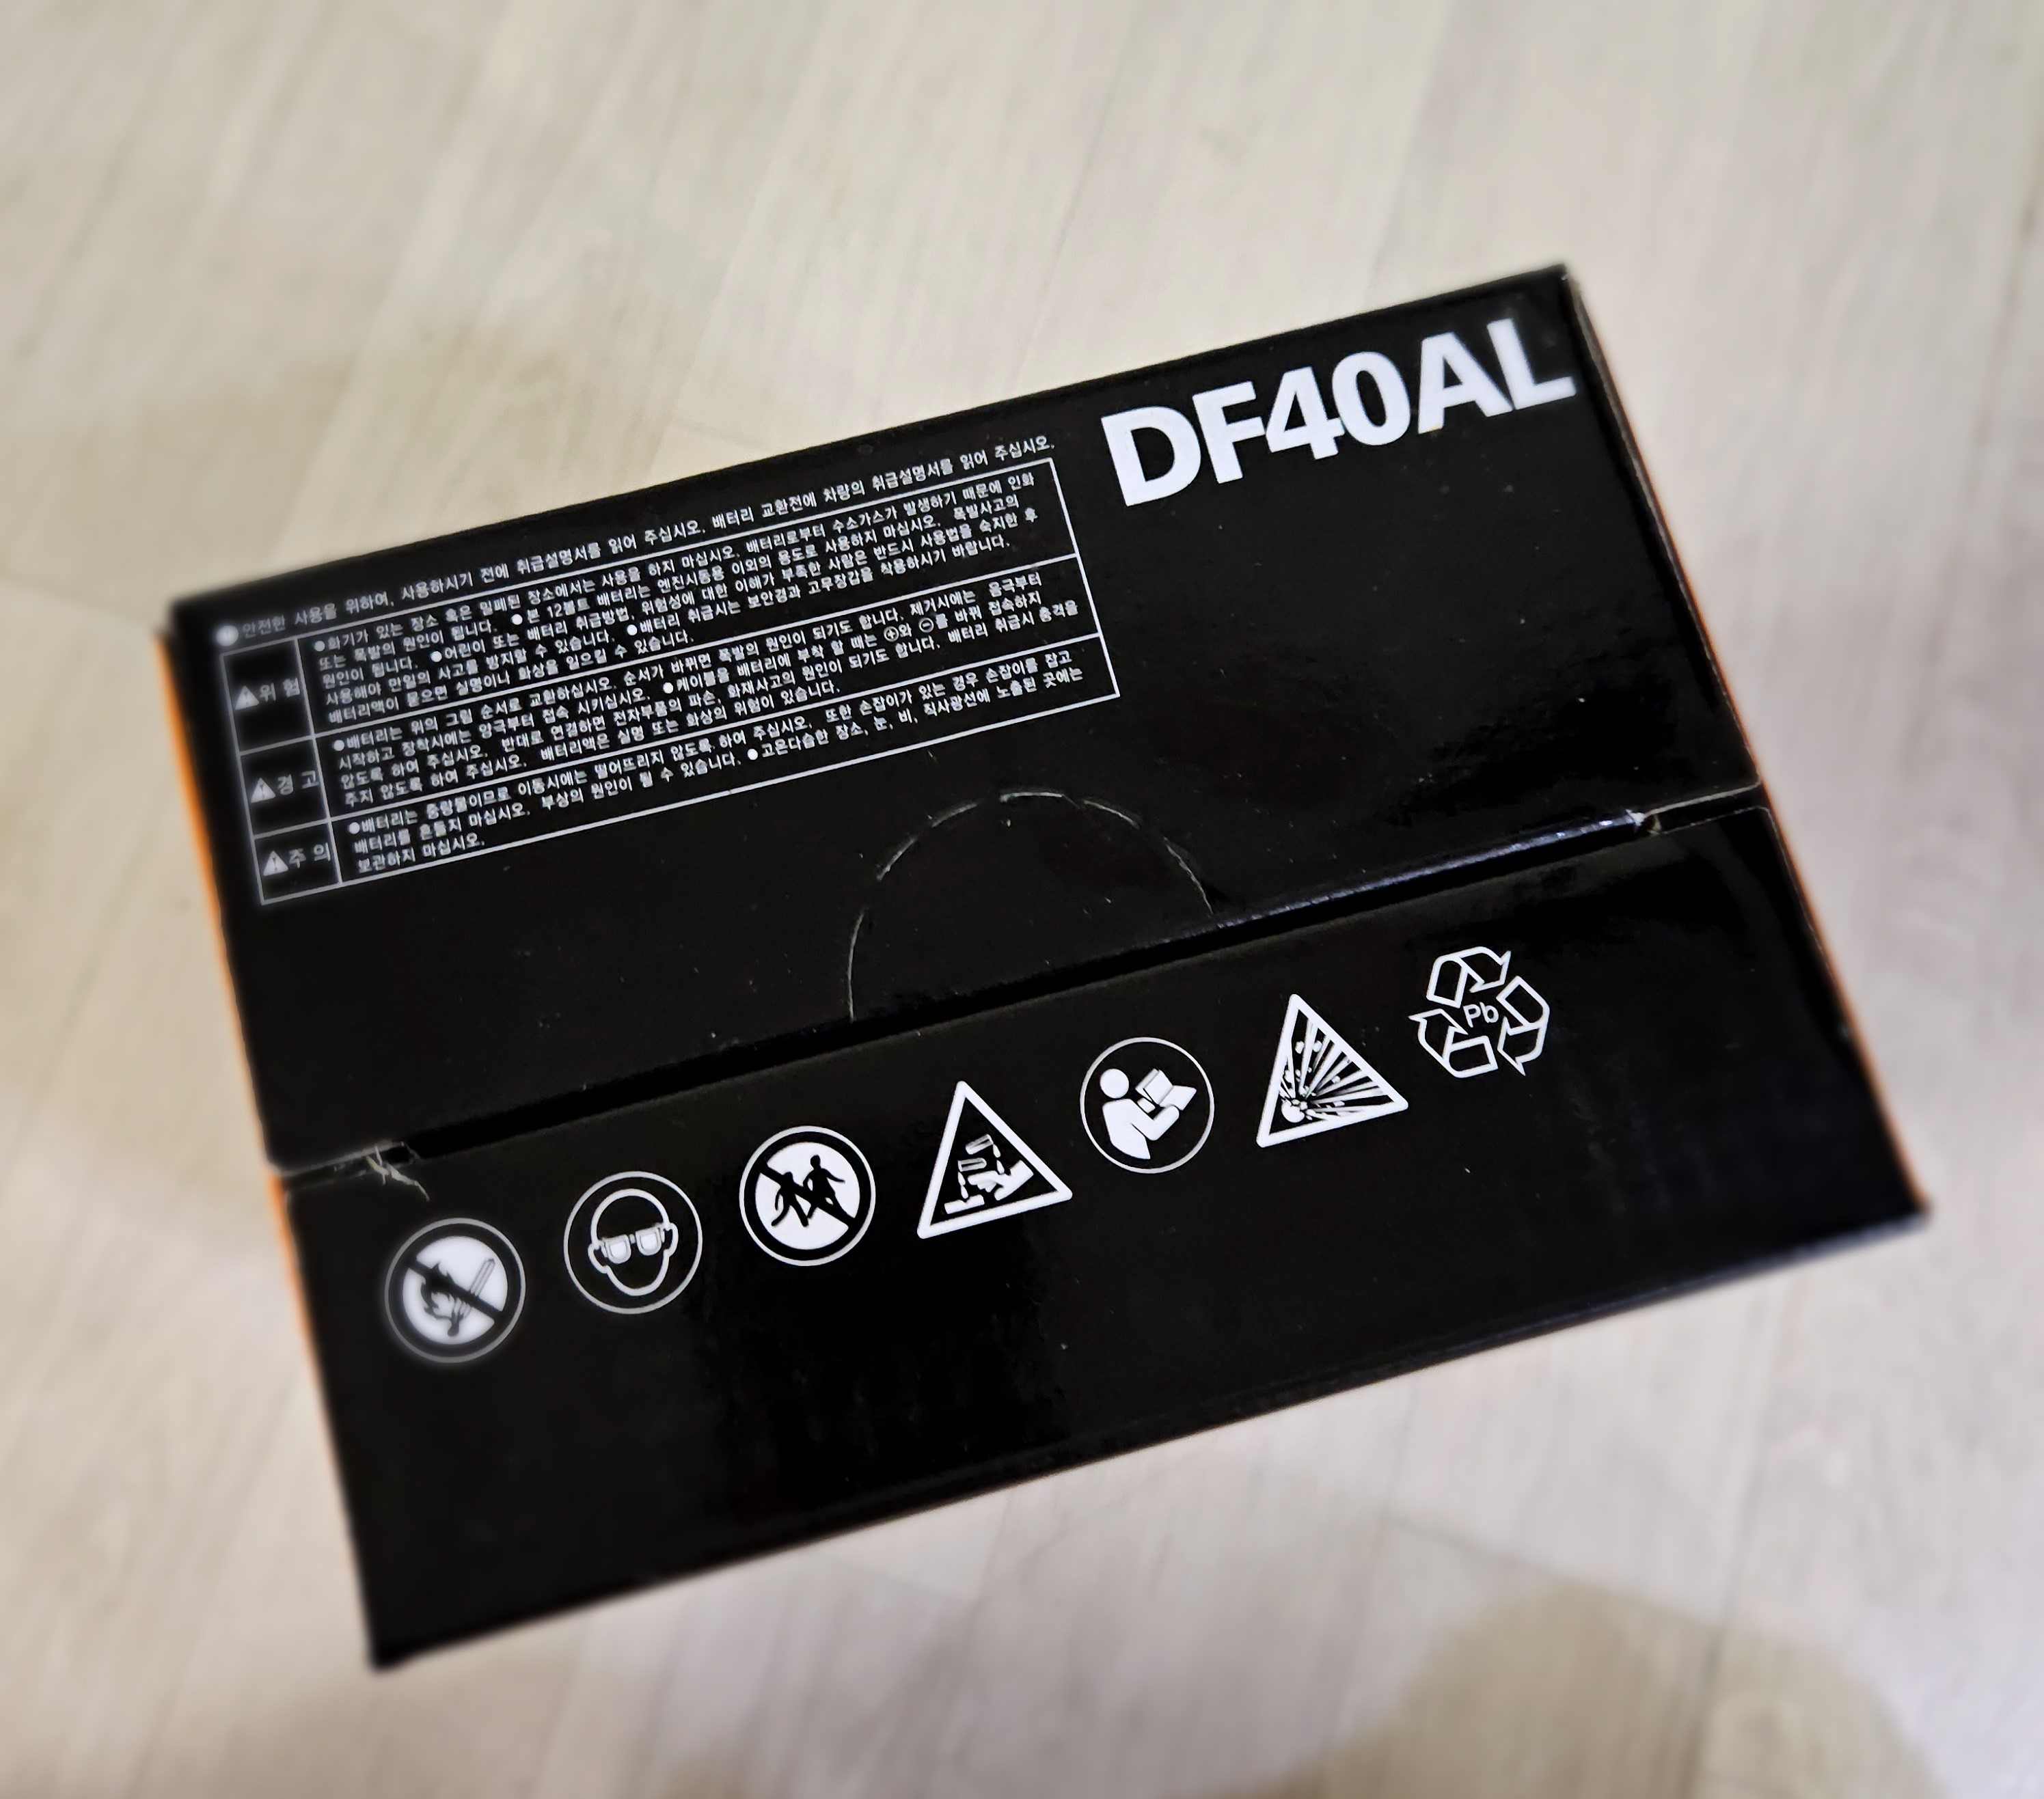 DF40AL
●안전한 사용을 위하여, 사용하시기 전에 취급설명서를 읽어 주십시오. 배터리 교환전에 차량의 취급설명서를 읽어 주십시오.
위 험
●화기가 있는 장소 혹은 밀폐된 장소에서는 사용을 하지 마십시오. 배터리로부터 수소가스가 발생하기 때문에 인화
또는 폭발의 원인이 됩니다. ●본 12볼트 배터리는 엔진시동용 이외의 용도로 사용하지 마십시오. 폭발사고의
원인이 됩니다. ●어린이 또는 배터리 취급방법, 위험성에 대한 이해가 부족한 사람은 반드시 사용법을 숙지한 후
사용해야 만일의 사고를 방지할 수 있습니다. ●배터리 취급시는 보안경과 고무장갑을 착용하시기 바랍니다.
배터리액이 묻으면 실명이나 화상을 입으킬 수 있습니다.
경 고
●배터리는 위의 그림 순서로 교환하십시오. 순서가 바뀌면 폭발의 원인이 되기도 합니다. 제거시에는 음극부터
시작하고 장착시에는 양극부터 접속 시키십시오. ●케이블을 배터리에 부착 할 때는 ⊕와 ⊖를 바꿔 접속하지
않도록 하여 주십시오. 반대로 연결하면 전자부품의 파손, 화재사고의 원인이 되기도 합니다. 배터리 취급시 충격을
주지 않도록 하여 주십시오. 배터리액은 실명 또는 화상의 위험이 있습니다.
주 의
●배터리는 중량물이므로 이동시에는 떨어뜨리지 않도록 하여 주십시오. 또한 손잡이가 있는 경우 손잡이를 잡고
배터리를 흔들지 마십시오. 부상의 원인이 될 수 있습니다. ●고온다습한 장소, 눈, 비, 직사광선에 노출된 곳에는
보관하지 마십시오.
Pb